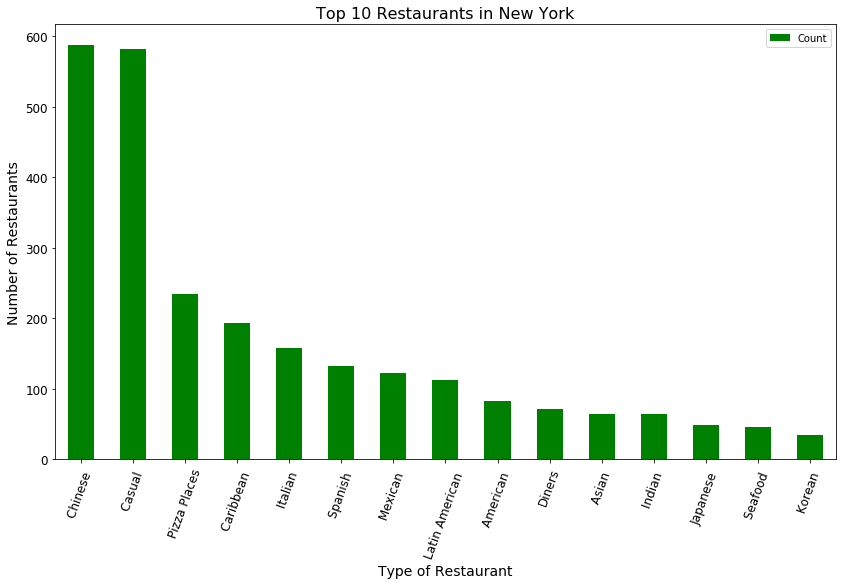 Top 10 Restaurants in New York
Count
Number of Restaurants
600
500
400
300
200
100
0
Chinese
Casual
Pizza Places
Caribbean
Italian
Spanish
Mexican
Latin American
American
Diners
Asian
Indian
Japanese
Seafood
Korean
Type of Restaurant